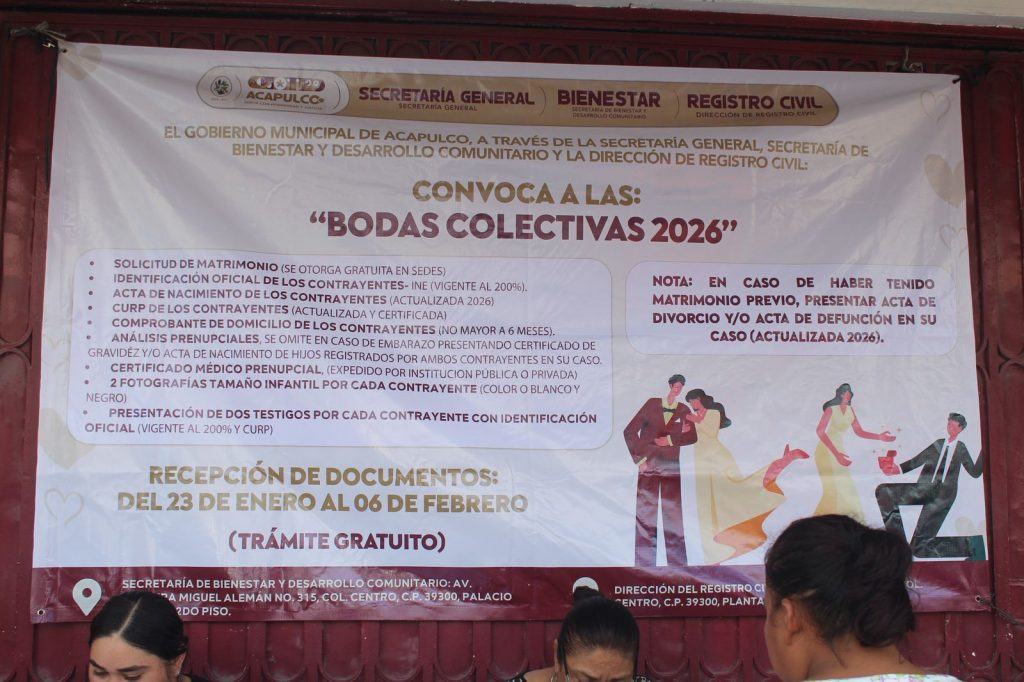 ACAPULCO
SECRETARÍA GENERAL
SECRETARÍA GENERAL
BIENESTAR
SECRETARÍA DE BIENESTAR Y
DESARROLLO COMUNITARIO
REGISTRO CIVIL
DIRECCIÓN DE REGISTRO CIVIL
EL GOBIERNO MUNICIPAL DE ACAPULCO, A TRAVÉS DE LA SECRETARÍA GENERAL, SECRETARÍA DE
BIENESTAR Y DESARROLLO COMUNITARIO Y LA DIRECCIÓN DE REGISTRO CIVIL:
CONVOCA A LAS:
“BODAS COLECTIVAS 2026”
• SOLICITUD DE MATRIMONIO (SE OTORGA GRATUITA EN SEDES)
• IDENTIFICACIÓN OFICIAL DE LOS CONTRAYENTES- INE (VIGENTE AL 200%).
• ACTA DE NACIMIENTO DE LOS CONTRAYENTES (ACTUALIZADA 2026)
• CURP DE LOS CONTRAYENTES (ACTUALIZADA Y CERTIFICADA)
• COMPROBANTE DE DOMICILIO DE LOS CONTRAYENTES (NO MAYOR A 6 MESES).
• ANÁLISIS PRENUPCIALES, SE OMITE EN CASO DE EMBARAZO PRESENTANDO CERTIFICADO DE
GRAVIDÉZ Y/O ACTA DE NACIMIENTO DE HIJOS REGISTRADOS POR AMBOS CONTRAYENTES EN SU CASO.
• CERTIFICADO MÉDICO PRENUPCIAL, (EXPEDIDO POR INSTITUCION PÚBLICA O PRIVADA)
• 2 FOTOGRAFÍAS TAMAÑO INFANTIL POR CADA CONTRAYENTE (COLOR O BLANCO Y
NEGRO)
• PRESENTACIÓN DE DOS TESTIGOS POR CADA CONTRAYENTE CON IDENTIFICACIÓN
OFICIAL (VIGENTE AL 200% Y CURP)
NOTA: EN CASO DE HABER TENIDO
MATRIMONIO PREVIO, PRESENTAR ACTA DE
DIVORCIO Y/O ACTA DE DEFUNCIÓN EN SU
CASO (ACTUALIZADA 2026).
RECEPCIÓN DE DOCUMENTOS:
DEL 23 DE ENERO AL 06 DE FEBRERO
(TRÁMITE GRATUITO)
SECRETARÍA DE BIENESTAR Y DESARROLLO COMUNITARIO: AV.
MIGUEL ALEMÁN NO. 315, COL. CENTRO, C.P. 39300, PALACIO
PISO.
DIRECCIÓN DEL REGISTRO
CENTRO, C.P. 39300,